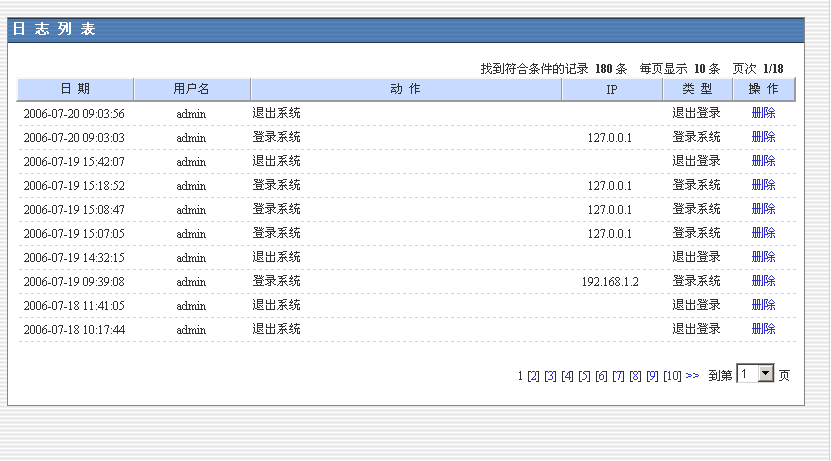 日 志 列 表
找到符合条件的记录 180 条 每页显示 10 条 页次 1/18
日 期 用户名 动 作 IP 类 型 操 作
2006-07-20 09:03:56 admin 退出系统 退出登录 删除
2006-07-20 09:03:03 admin 登录系统 127.0.0.1 登录系统 删除
2006-07-19 15:42:07 admin 退出系统 退出登录 删除
2006-07-19 15:18:52 admin 登录系统 127.0.0.1 登录系统 删除
2006-07-19 15:08:47 admin 登录系统 127.0.0.1 登录系统 删除
2006-07-19 15:07:05 admin 登录系统 127.0.0.1 登录系统 删除
2006-07-19 14:32:15 admin 退出系统 退出登录 删除
2006-07-19 09:39:08 admin 登录系统 192.168.1.2 登录系统 删除
2006-07-18 11:41:05 admin 退出系统 退出登录 删除
2006-07-18 10:17:44 admin 退出系统 退出登录 删除
1 [2] [3] [4] [5] [6] [7] [8] [9] [10] >> 到第 1 页